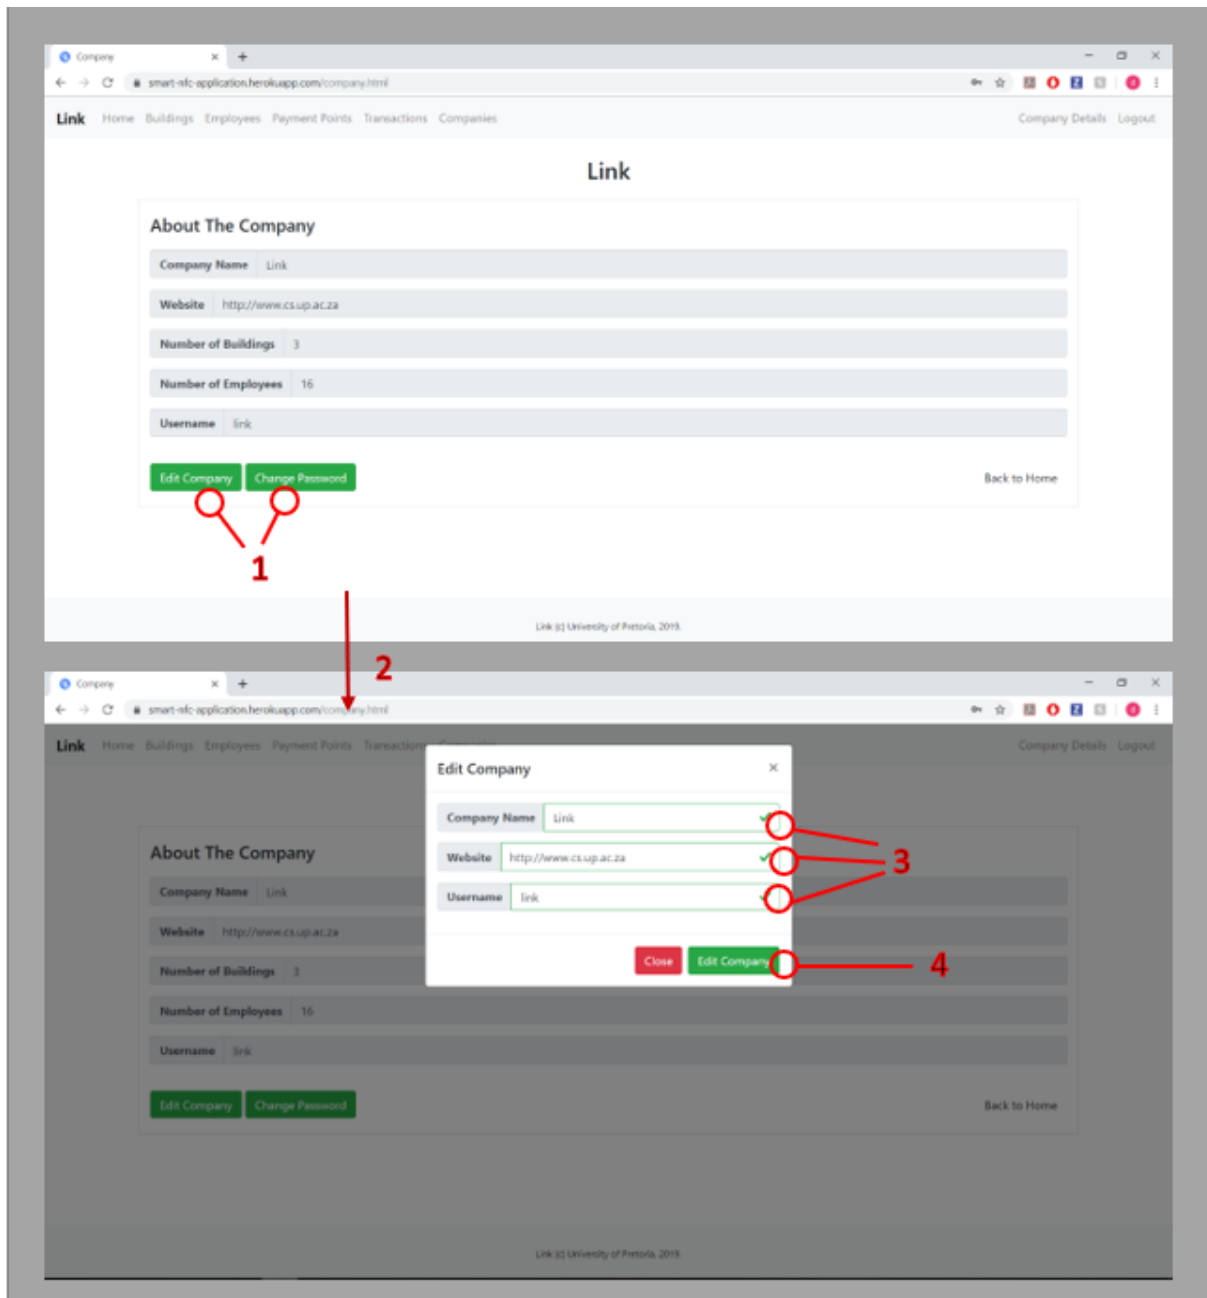 Company
smart-nfc-application.herokuapp.com/company.html
Link Home Buildings Employees Payment Points Transactions Companies Company Details Logout
Link
About The Company
Company Name Link
Website http://www.cs.up.ac.za
Number of Buildings 3
Number of Employees 16
Username link
Edit Company Change Password Back to Home
1
Link (c) University of Pretoria, 2019.
2
Company
smart-nfc-application.herokuapp.com/company.html
Link Home Buildings Employees Payment Points Transactions Company Details Logout
Edit Company
Company Name Link
Website http://www.cs.up.ac.za
Username link
3
Close Edit Company
4
About The Company
Company Name Link
Website http://www.cs.up.ac.za
Number of Buildings 3
Number of Employees 16
Username link
Edit Company Change Password Back to Home
Link (c) University of Pretoria, 2019.